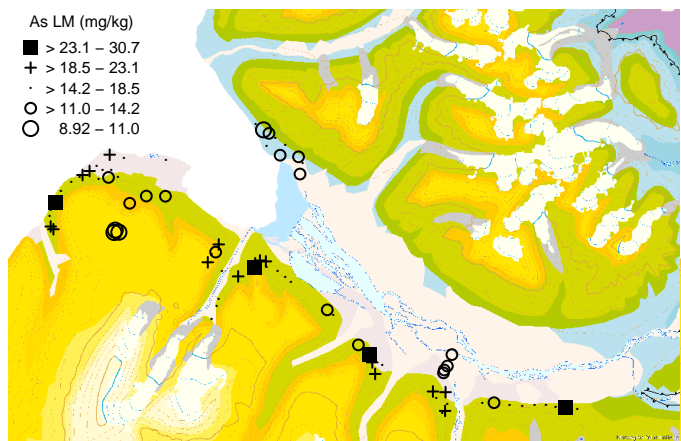 As LM (mg/kg)
> 23.1 – 30.7
> 18.5 – 23.1
> 14.2 – 18.5
> 11.0 – 14.2
8.92 – 11.0